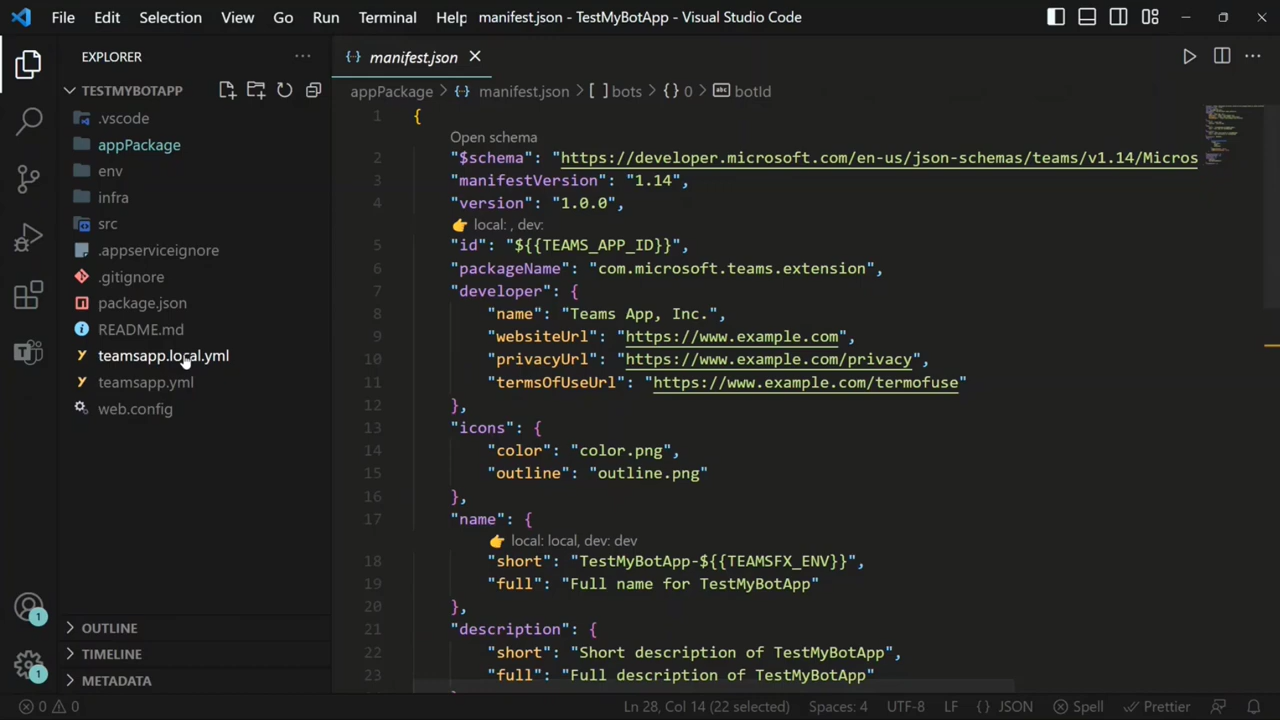 File Edit Selection View Go Run Terminal Help manifest.json - TestMyBotApp - Visual Studio Code
EXPLORER
TESTMYBOTAPP
.vscode
appPackage
env
infra
src
.appserviceignore
.gitignore
package.json
README.md
teamsapp.local.yml
teamsapp.yml
web.config
OUTLINE
TIMELINE
METADATA
1
1
manifest.json
appPackage > manifest.json > [ ] bots > { } 0 > botId
1 {
Open schema
2 "$schema": "https://developer.microsoft.com/en-us/json-schemas/teams/v1.14/Micros
3 "manifestVersion": "1.14",
4 "version": "1.0.0",
👉 local: , dev:
5 "id": "${{TEAMS_APP_ID}}",
6 "packageName": "com.microsoft.teams.extension",
7 "developer": {
8 "name": "Teams App, Inc.",
9 "websiteUrl": "https://www.example.com",
10 "privacyUrl": "https://www.example.com/privacy",
11 "termsOfUseUrl": "https://www.example.com/termofuse"
12 },
13 "icons": {
14 "color": "color.png",
15 "outline": "outline.png"
16 },
17 "name": {
👉 local: local, dev: dev
18 "short": "TestMyBotApp-${{TEAMSFX_ENV}}",
19 "full": "Full name for TestMyBotApp"
20 },
21 "description": {
22 "short": "Short description of TestMyBotApp",
23 "full": "Full description of TestMyBotApp"
0 0 Ln 28, Col 14 (22 selected) Spaces: 4 UTF-8 LF { } JSON Spell Prettier